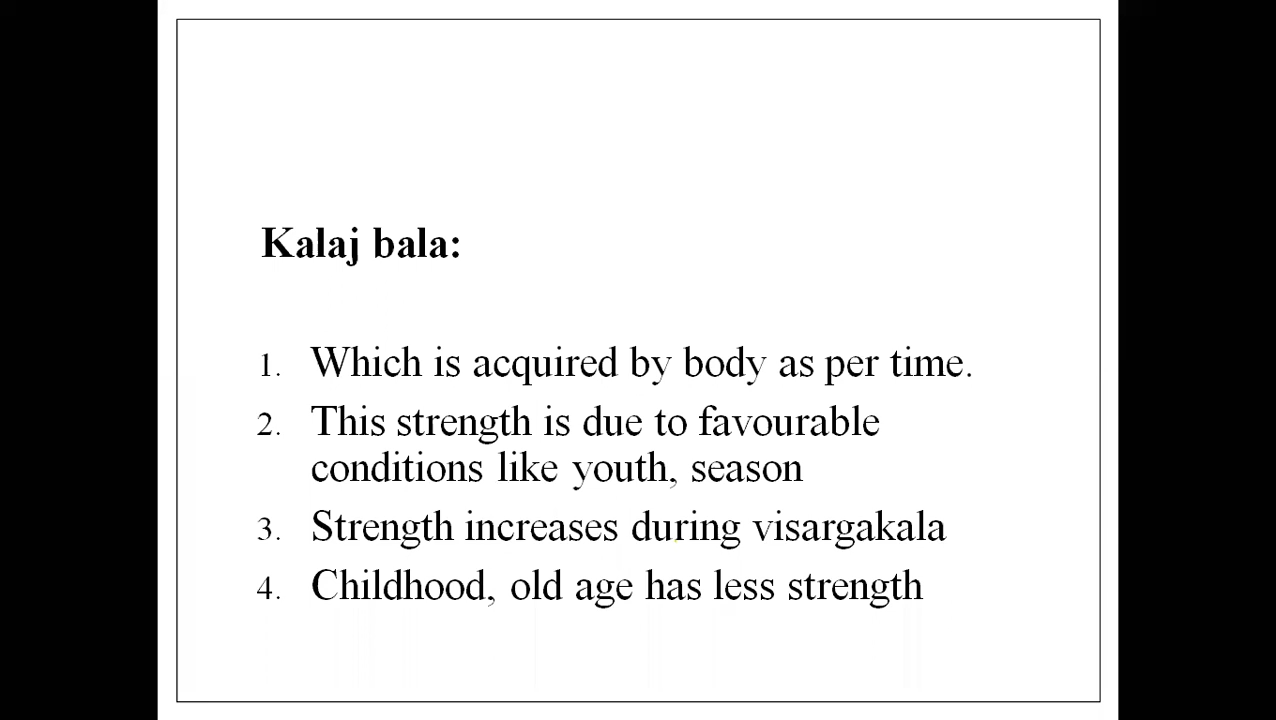 Kalaj bala:
1. Which is acquired by body as per time.
2. This strength is due to favourable
conditions like youth, season
3. Strength increases during visargakala
4. Childhood, old age has less strength